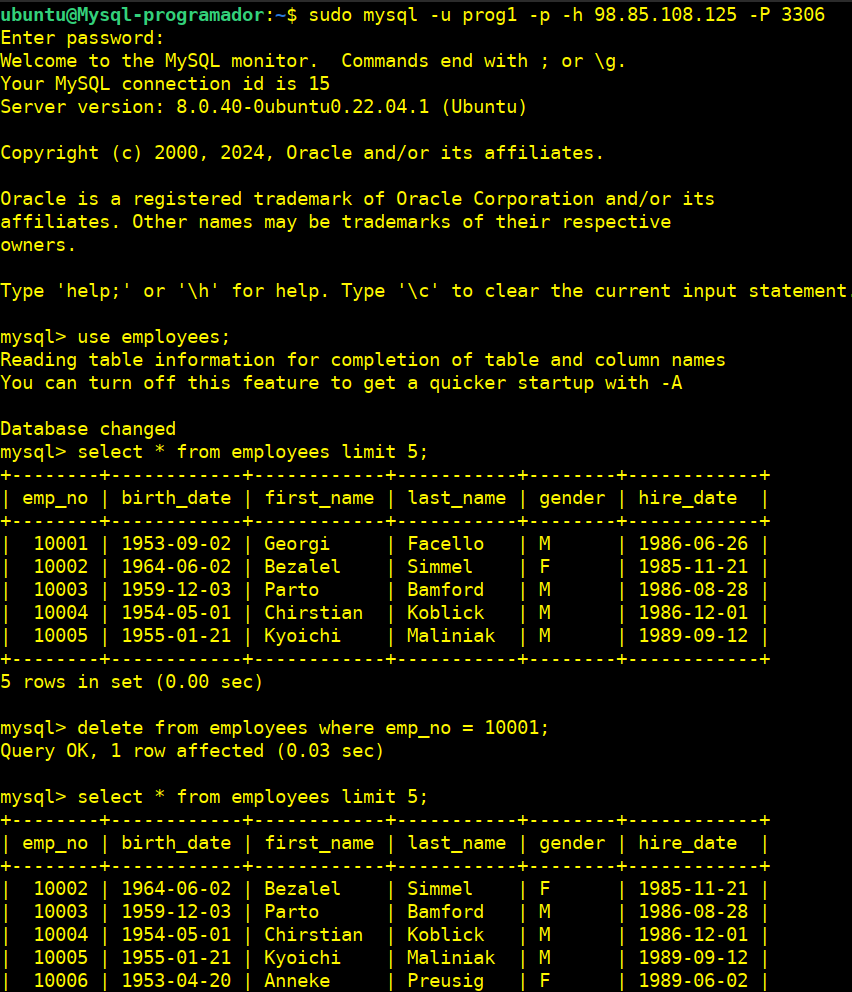 ubuntu@Mysql-programador:~$ sudo mysql -u prog1 -p -h 98.85.108.125 -P 3306
Enter password:
Welcome to the MySQL monitor.  Commands end with ; or \g.
Your MySQL connection id is 15
Server version: 8.0.40-0ubuntu0.22.04.1 (Ubuntu)

Copyright (c) 2000, 2024, Oracle and/or its affiliates.

Oracle is a registered trademark of Oracle Corporation and/or its
affiliates. Other names may be trademarks of their respective
owners.

Type 'help;' or '\h' for help. Type '\c' to clear the current input statement.

mysql> use employees;
Reading table information for completion of table and column names
You can turn off this feature to get a quicker startup with -A

Database changed
mysql> select * from employees limit 5;
+--------+------------+------------+-----------+--------+------------+
| emp_no | birth_date | first_name | last_name | gender | hire_date  |
+--------+------------+------------+-----------+--------+------------+
|  10001 | 1953-09-02 | Georgi     | Facello   | M      | 1986-06-26 |
|  10002 | 1964-06-02 | Bezalel    | Simmel    | F      | 1985-11-21 |
|  10003 | 1959-12-03 | Parto      | Bamford   | M      | 1986-08-28 |
|  10004 | 1954-05-01 | Chirstian  | Koblick   | M      | 1986-12-01 |
|  10005 | 1955-01-21 | Kyoichi    | Maliniak  | M      | 1989-09-12 |
+--------+------------+------------+-----------+--------+------------+
5 rows in set (0.00 sec)

mysql> delete from employees where emp_no = 10001;
Query OK, 1 row affected (0.03 sec)

mysql> select * from employees limit 5;
+--------+------------+------------+-----------+--------+------------+
| emp_no | birth_date | first_name | last_name | gender | hire_date  |
+--------+------------+------------+-----------+--------+------------+
|  10002 | 1964-06-02 | Bezalel    | Simmel    | F      | 1985-11-21 |
|  10003 | 1959-12-03 | Parto      | Bamford   | M      | 1986-08-28 |
|  10004 | 1954-05-01 | Chirstian  | Koblick   | M      | 1986-12-01 |
|  10005 | 1955-01-21 | Kyoichi    | Maliniak  | M      | 1989-09-12 |
|  10006 | 1953-04-20 | Anneke     | Preusig   | F      | 1989-06-02 |